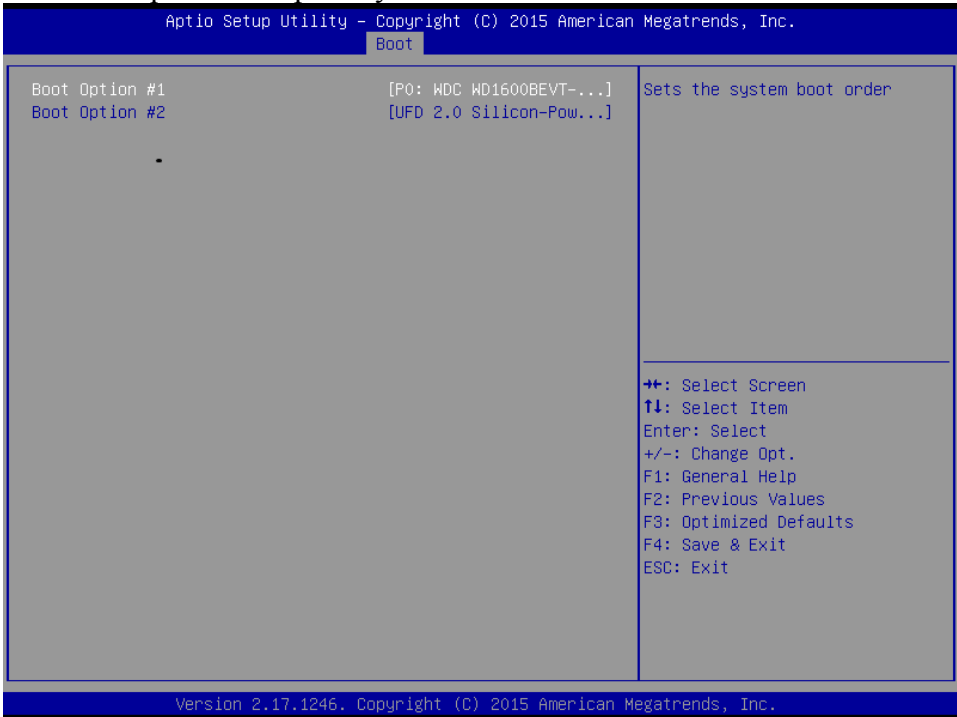 Aptio Setup Utility – Copyright (C) 2015 American Megatrends, Inc.
Boot
Boot Option #1 [P0: WDC WD1600BEVT-...]
Boot Option #2 [UFD 2.0 Silicon-Pow...]
Sets the system boot order
→←: Select Screen
↑↓: Select Item
Enter: Select
+/-: Change Opt.
F1: General Help
F2: Previous Values
F3: Optimized Defaults
F4: Save & Exit
ESC: Exit
Version 2.17.1246. Copyright (C) 2015 American Megatrends, Inc.